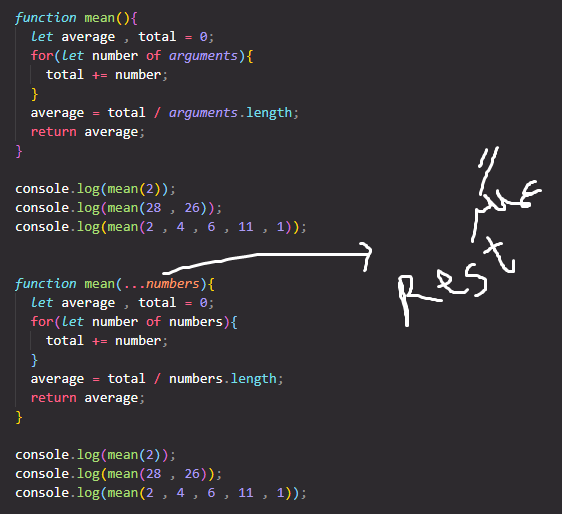 function mean(){
let average , total = 0;
for(let number of arguments){
total += number;
}
average = total / arguments.length;
return average;
}
console.log(mean(2));
console.log(mean(28 , 26));
console.log(mean(2 , 4 , 6 , 11 , 1));
function mean(...numbers){
let average , total = 0;
for(let number of numbers){
total += number;
}
average = total / numbers.length;
return average;
}
console.log(mean(2));
console.log(mean(28 , 26));
console.log(mean(2 , 4 , 6 , 11 , 1));
Rest